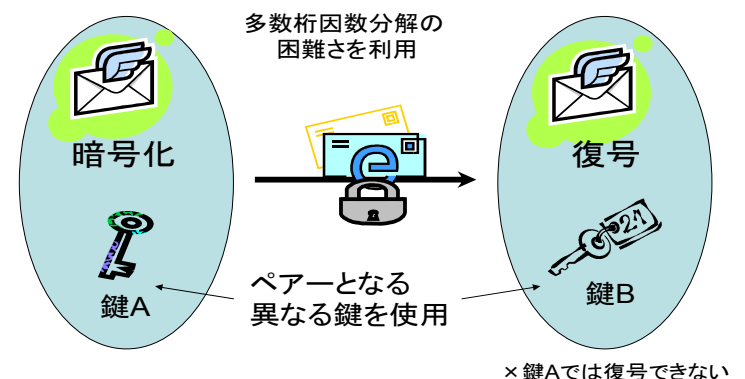 多数桁因数分解の
困難さを利用
暗号化
復号
e
21
鍵A
ペアーとなる
異なる鍵を使用
鍵B
×鍵Aでは復号できない